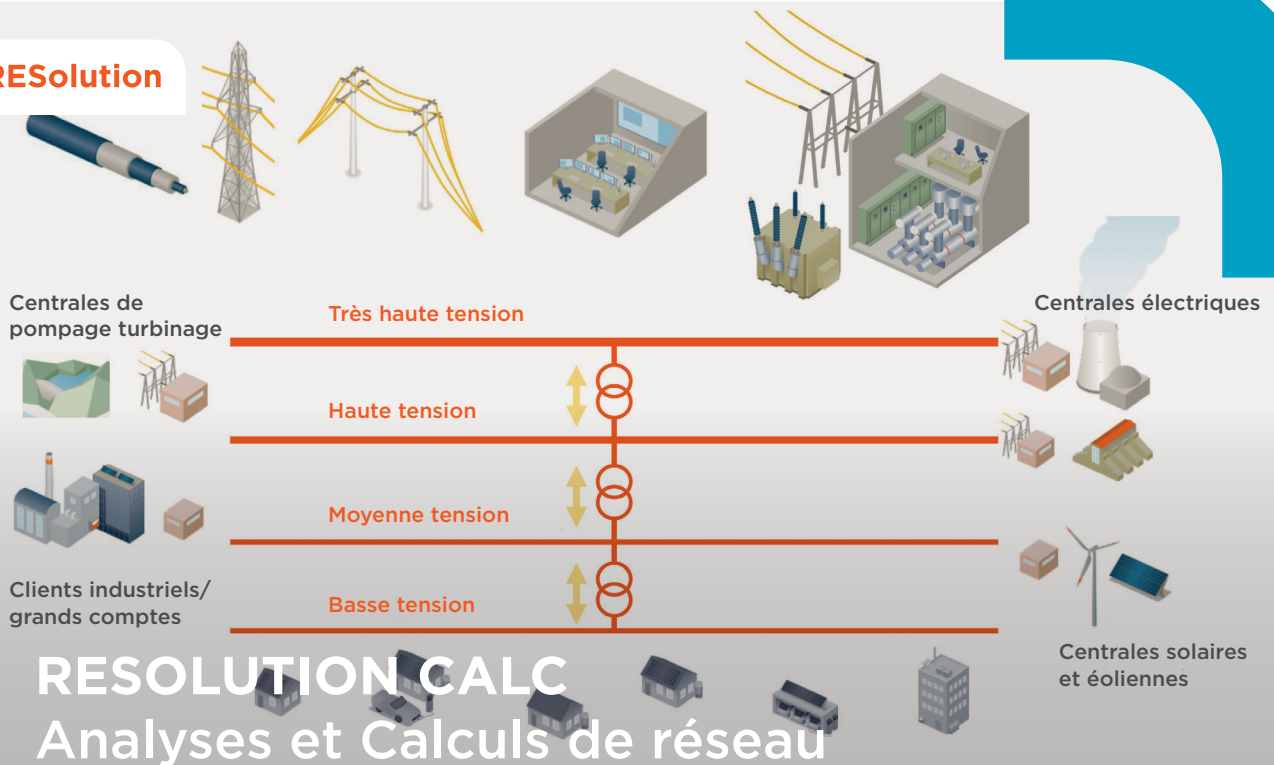 RESolution
Centrales de
pompage turbinage
Très haute tension
Centrales électriques
Haute tension
Moyenne tension
Clients industriels/
grands comptes
Basse tension
Centrales solaires
et éoliennes
RESOLUTION CALC
Analyses et Calculs de réseau